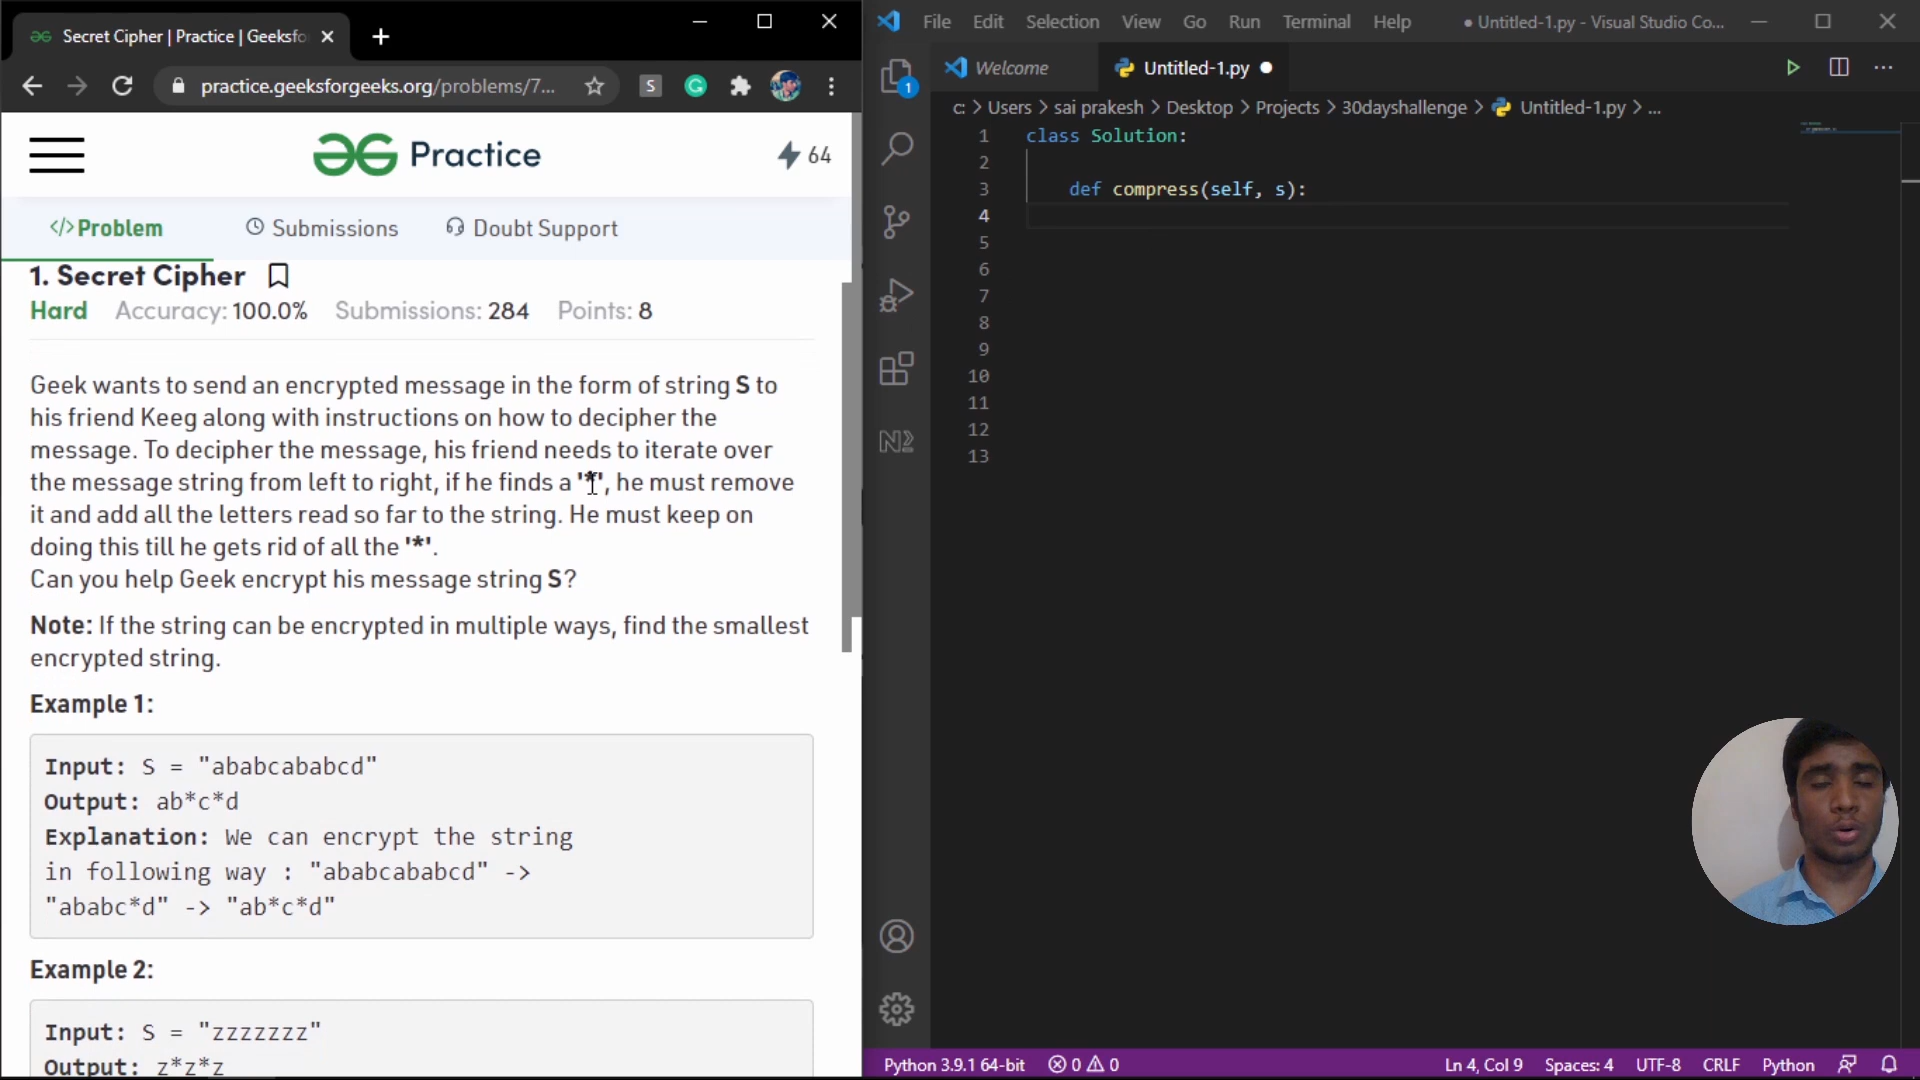 Secret Cipher | Practice | Geeksfo
practice.geeksforgeeks.org/problems/7...
Practice
64
</>Problem
Submissions
Doubt Support
1. Secret Cipher
Hard Accuracy: 100.0% Submissions: 284 Points: 8
Geek wants to send an encrypted message in the form of string S to
his friend Keeg along with instructions on how to decipher the
message. To decipher the message, his friend needs to iterate over
the message string from left to right, if he finds a '*', he must remove
it and add all the letters read so far to the string. He must keep on
doing this till he gets rid of all the '*'.
Can you help Geek encrypt his message string S?
Note: If the string can be encrypted in multiple ways, find the smallest
encrypted string.
Example 1:
Input: S = "ababcababcd"
Output: ab*c*d
Explanation: We can encrypt the string
in following way : "ababcababcd" ->
"ababc*d" -> "ab*c*d"
Example 2:
Input: S = "zzzzzzz"
Output: z*z*z
File Edit Selection View Go Run Terminal Help
● Untitled-1.py - Visual Studio Co...
Welcome
Untitled-1.py
c: > Users > sai prakesh > Desktop > Projects > 30dayshallenge > Untitled-1.py > ...
1 class Solution:
2
3 def compress(self, s):
4
5
6
7
8
9
10
11
12
13
1
S
G
N
Python 3.9.1 64-bit
0 0
Ln 4, Col 9
Spaces: 4
UTF-8
CRLF
Python